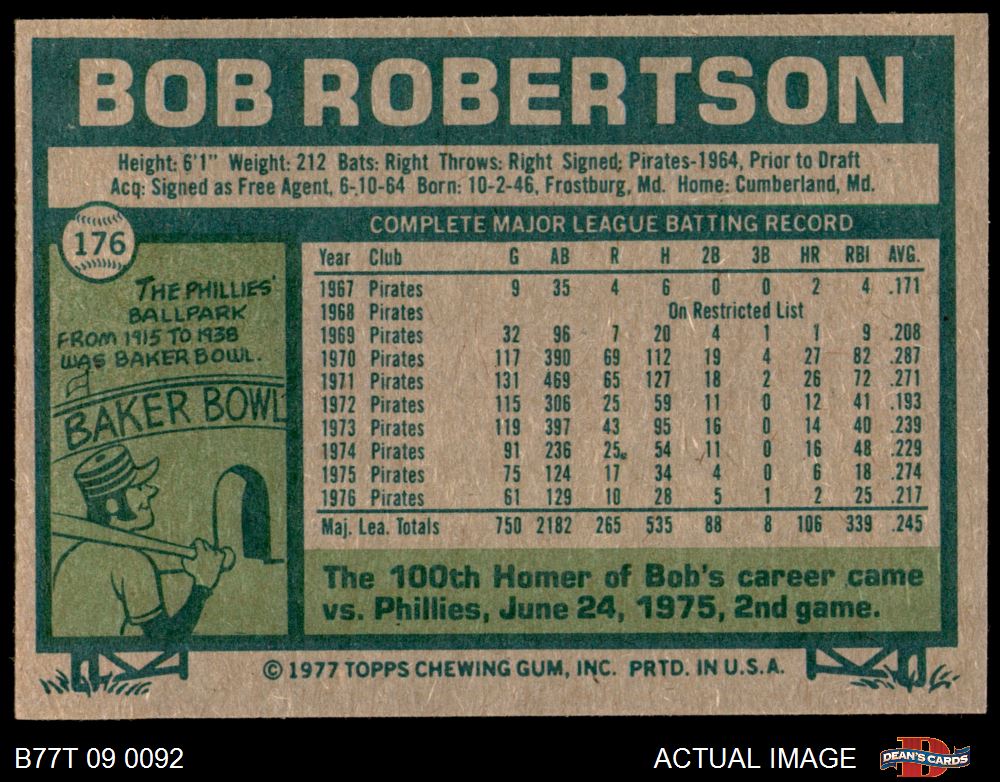 BOB ROBERTSON
Height: 6'1" Weight: 212 Bats: Right Throws: Right Signed: Pirates-1964, Prior to Draft
Acq: Signed as Free Agent, 6-10-64 Born: 10-2-46, Frostburg, Md. Home: Cumberland, Md.
176
THE PHILLIES'
BALLPARK
FROM 1915 TO 1938
WAS BAKER BOWL.
BAKER BOWL
COMPLETE MAJOR LEAGUE BATTING RECORD
Year Club G AB R H 2B 3B HR RBI AVG.
1967 Pirates 9 35 4 6 0 0 2 4 .171
1968 Pirates On Restricted List
1969 Pirates 32 96 7 20 4 1 1 9 .208
1970 Pirates 117 390 69 112 19 4 27 82 .287
1971 Pirates 131 469 65 127 18 2 26 72 .271
1972 Pirates 115 306 25 59 11 0 12 41 .193
1973 Pirates 119 397 43 95 16 0 14 40 .239
1974 Pirates 91 236 25 54 11 0 16 48 .229
1975 Pirates 75 124 17 34 4 0 6 18 .274
1976 Pirates 61 129 10 28 5 1 2 25 .217
Maj. Lea. Totals 750 2182 265 535 88 8 106 339 .245
The 100th Homer of Bob's career came
vs. Phillies, June 24, 1975, 2nd game.
© 1977 TOPPS CHEWING GUM, INC. PRTD. IN U.S.A.
B77T 09 0092
ACTUAL IMAGE
D
DEAN'S CARDS